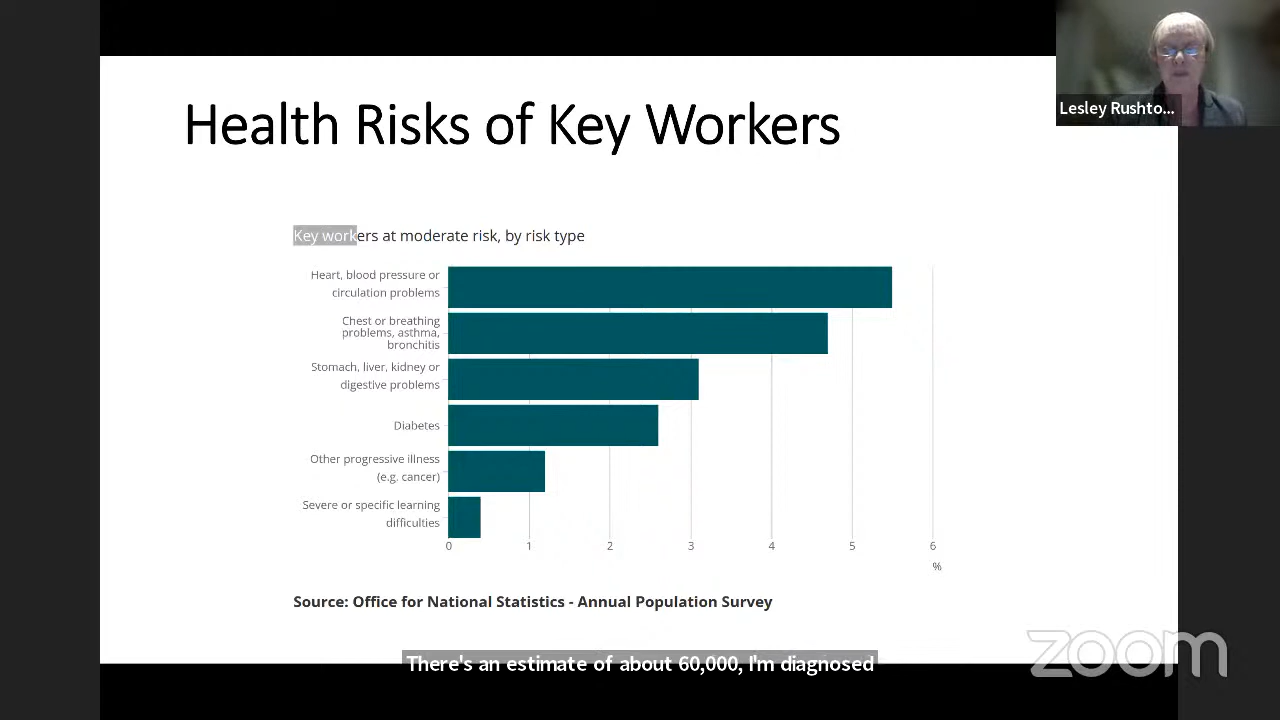 Health Risks of Key Workers
Lesley Rushto...
Key workers at moderate risk, by risk type
Heart, blood pressure or
circulation problems
Chest or breathing
problems, asthma,
bronchitis
Stomach, liver, kidney or
digestive problems
Diabetes
Other progressive illness
(e.g. cancer)
Severe or specific learning
difficulties
0 1 2 3 4 5 6
%
Source: Office for National Statistics - Annual Population Survey
There's an estimate of about 60,000, I'm diagnosed
zoom